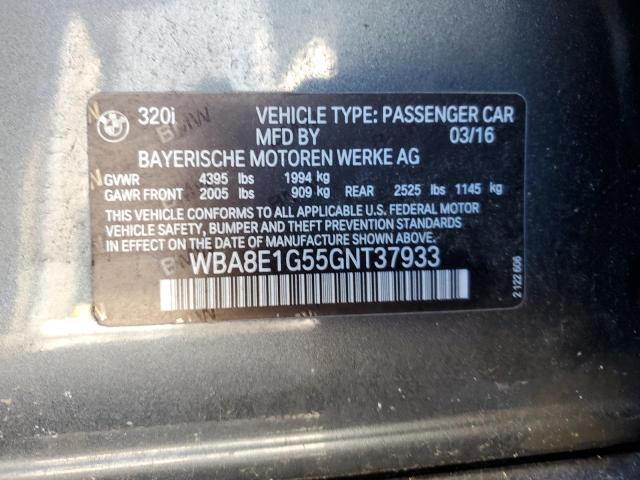 320i VEHICLE TYPE: PASSENGER CAR
MFD BY 03/16
BAYERISCHE MOTOREN WERKE AG
GVWR 4395 lbs 1994 kg
GAWR FRONT 2005 lbs 909 kg REAR 2525 lbs 1145 kg
THIS VEHICLE CONFORMS TO ALL APPLICABLE U.S. FEDERAL MOTOR
VEHICLE SAFETY, BUMPER AND THEFT PREVENTION STANDARDS
IN EFFECT ON THE DATE OF MANUFACTURE SHOWN ABOVE.
WBA8E1G55GNT37933
2 122 606